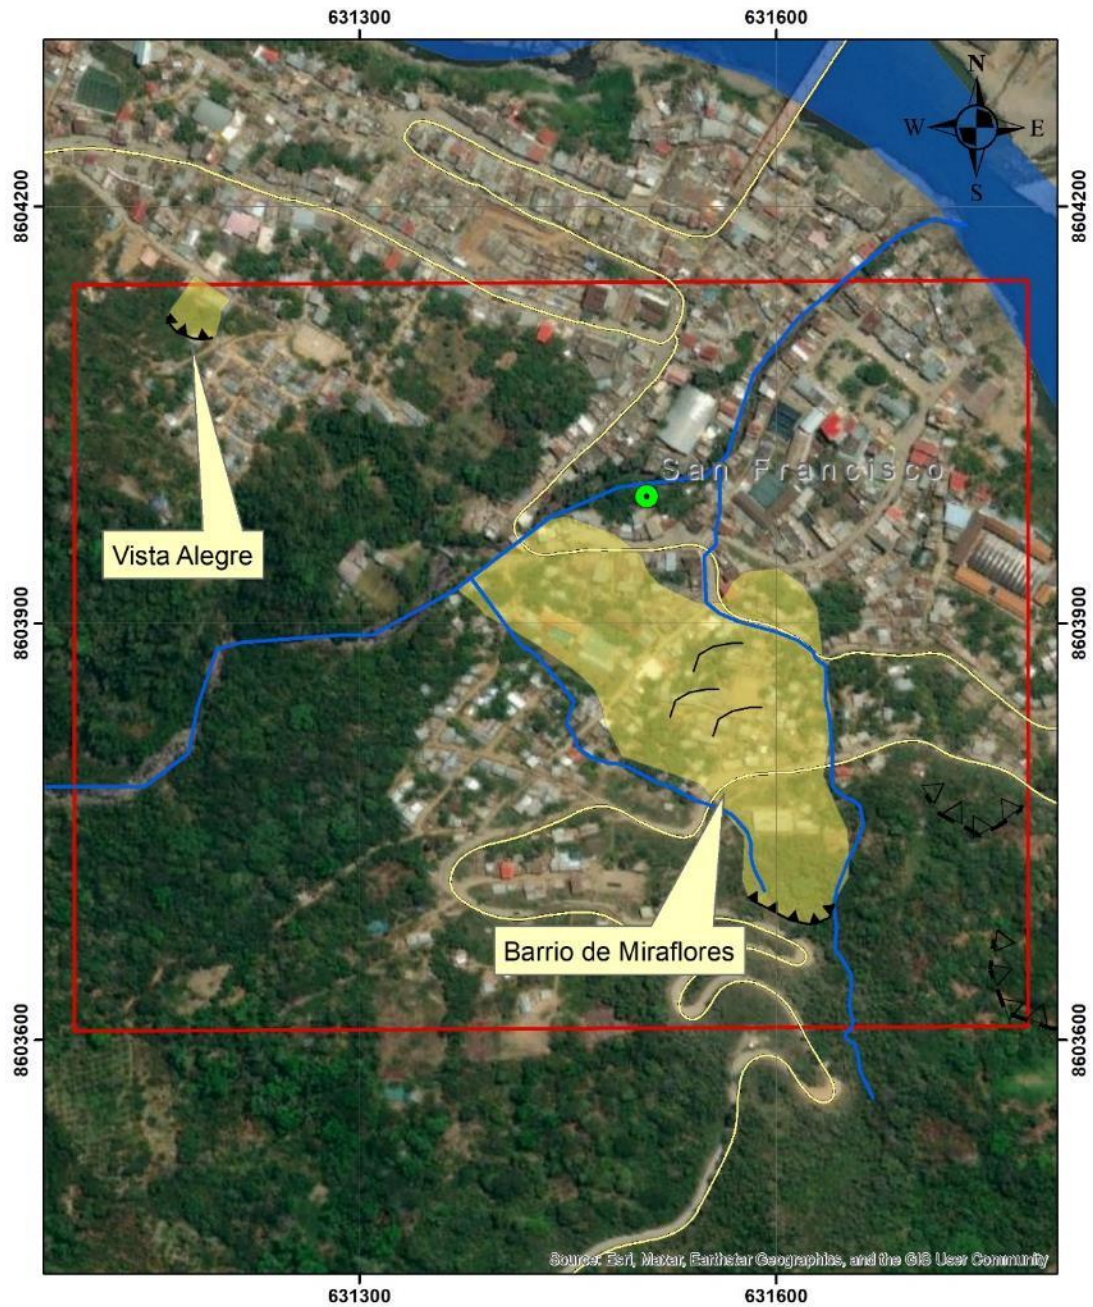 631300
631600
N
W
E
S
8604200
8604200
San Francisco
Vista Alegre
8603900
8603900
Barrio de Miraflores
8603600
8603600
Source: Esri, Maxar, Earthstar Geographics, and the GIS User Community
631300
631600